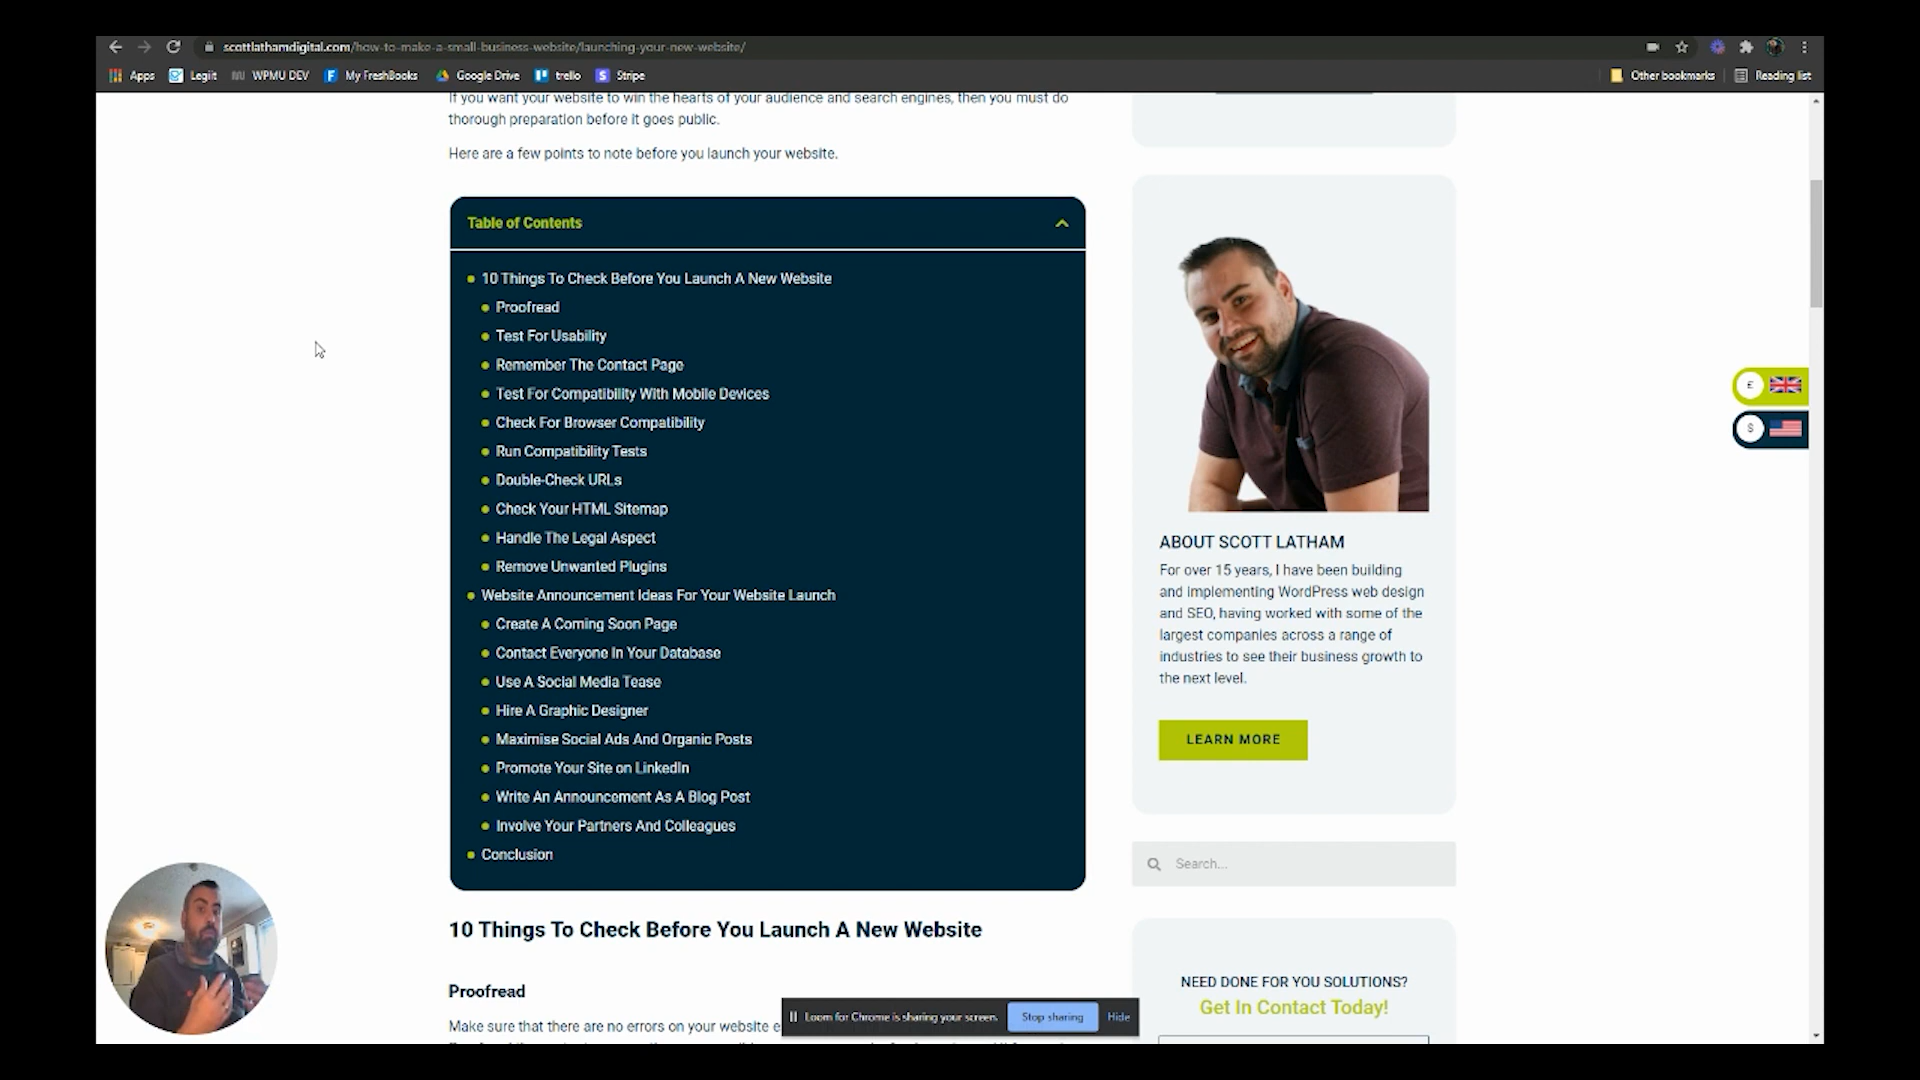 scottlathamdigital.com/how-to-make-a-small-business-website/launching-your-new-website/
Apps Legiit WPMU DEV My FreshBooks Google Drive trello Stripe Other bookmarks Reading list
If you want your website to win the hearts of your audience and search engines, then you must do
thorough preparation before it goes public.
Here are a few points to note before you launch your website.
Table of Contents
10 Things To Check Before You Launch A New Website
Proofread
Test For Usability
Remember The Contact Page
Test For Compatibility With Mobile Devices
Check For Browser Compatibility
Run Compatibility Tests
Double-Check URLs
Check Your HTML Sitemap
Handle The Legal Aspect
Remove Unwanted Plugins
Website Announcement Ideas For Your Website Launch
Create A Coming Soon Page
Contact Everyone In Your Database
Use A Social Media Tease
Hire A Graphic Designer
Maximise Social Ads And Organic Posts
Promote Your Site on LinkedIn
Write An Announcement As A Blog Post
Involve Your Partners And Colleagues
Conclusion
10 Things To Check Before You Launch A New Website
Proofread
Make sure that there are no errors on your website
ABOUT SCOTT LATHAM
For over 15 years, I have been building
and implementing WordPress web design
and SEO, having worked with some of the
largest companies across a range of
industries to see their business growth to
the next level.
LEARN MORE
Search...
NEED DONE FOR YOU SOLUTIONS?
Get In Contact Today!
£
$
Loom for Chrome is sharing your screen.
Stop sharing
Hide